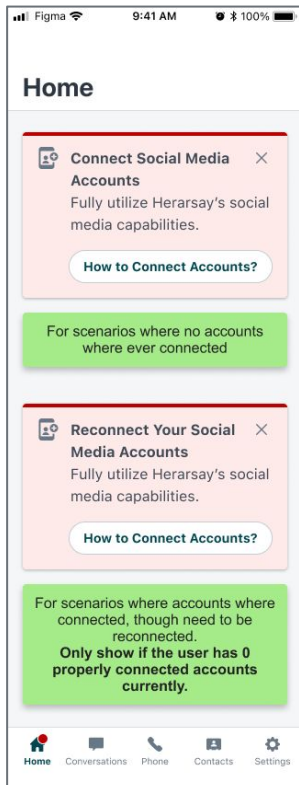 Figma 9:41 AM 100%
Home
Connect Social Media
Accounts
Fully utilize Herarsay's social
media capabilities.
How to Connect Accounts?
For scenarios where no accounts
where ever connected
Reconnect Your Social
Media Accounts
Fully utilize Herarsay's social
media capabilities.
How to Connect Accounts?
For scenarios where accounts where
connected, though need to be
reconnected.
Only show if the user has 0
properly connected accounts
currently.
Home Conversations Phone Contacts Settings